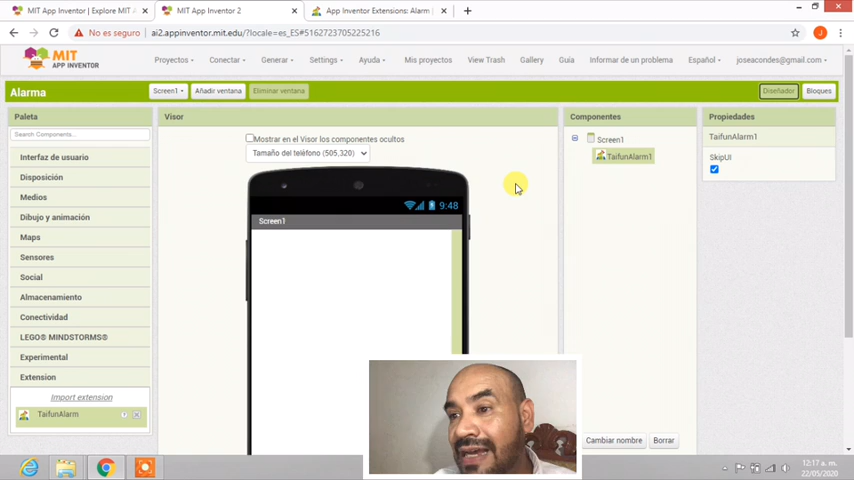 MIT App Inventor | Explore MIT A
MIT App Inventor 2
App Inventor Extensions: Alarm |
No es seguro
ai2.appinventor.mit.edu/?locale=es_ES#5162723705225216
J
MIT
APP INVENTOR
Proyectos
Conectar
Generar
Settings
Ayuda
Mis proyectos
View Trash
Gallery
Guía
Informar de un problema
Español
joseacondes@gmail.com
Alarma
Screen1
Añadir ventana
Eliminar ventana
Diseñador
Bloques
Paleta
Visor
Componentes
Propiedades
Search Components...
Interfaz de usuario
Disposición
Medios
Dibujo y animación
Maps
Sensores
Social
Almacenamiento
Conectividad
LEGO® MINDSTORMS®
Experimental
Extension
Import extension
TaifunAlarm
Mostrar en el Visor los componentes ocultos
Tamaño del teléfono (505,320)
9:48
Screen1
Screen1
TaifunAlarm1
Cambiar nombre
Borrar
TaifunAlarm1
SkipUI
12:17 a. m.
22/05/2020